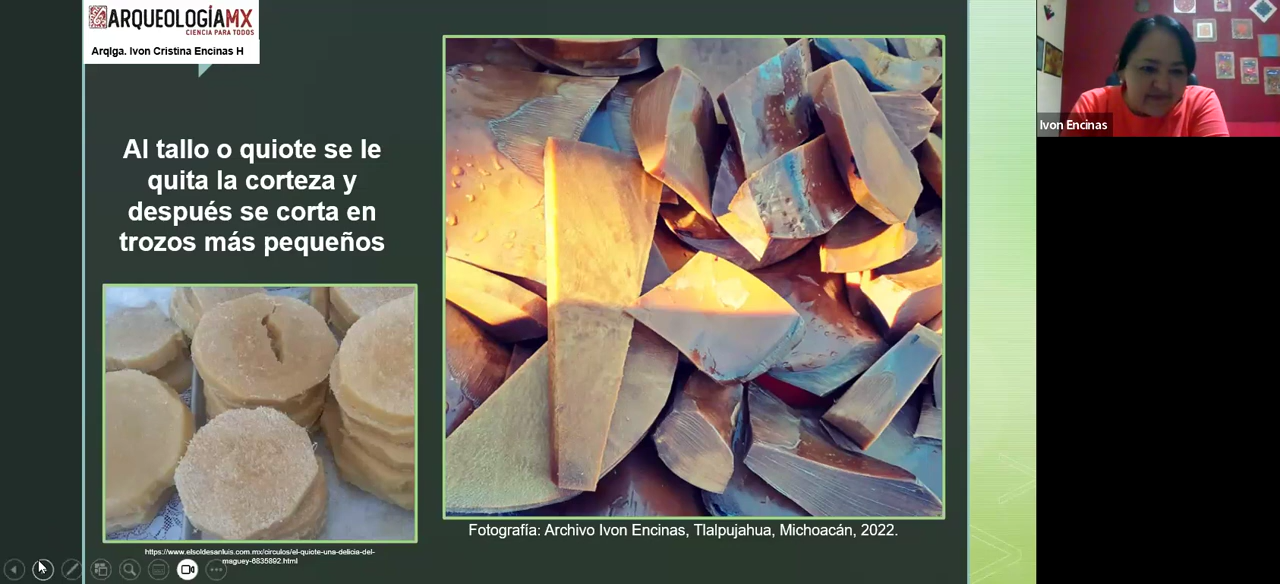 ARQUEOLOGÍAMX
CIENCIA PARA TODOS
Arqlga. Ivon Cristina Encinas H
Al tallo o quiote se le
quita la corteza y
después se corta en
trozos más pequeños
Fotografía: Archivo Ivon Encinas, Tlalpujahua, Michoacán, 2022.
https://www.elsoldesanluis.com.mx/circulos/el-quiote-una-delicia-del-
maguey-6835892.html
Ivon Encinas